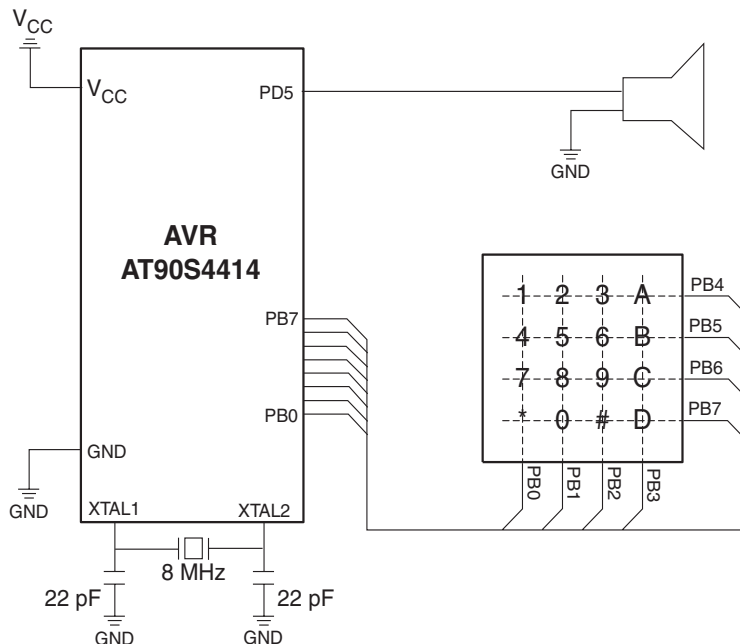 VCC
VCC
PD5
GND
AVR
AT90S4414
PB7
PB0
1 2 3 A PB4
4 5 6 B PB5
7 8 9 C PB6
* 0 # D PB7
PB0 PB1 PB2 PB3
GND
GND
XTAL1 XTAL2
8 MHz
22 pF 22 pF
GND GND